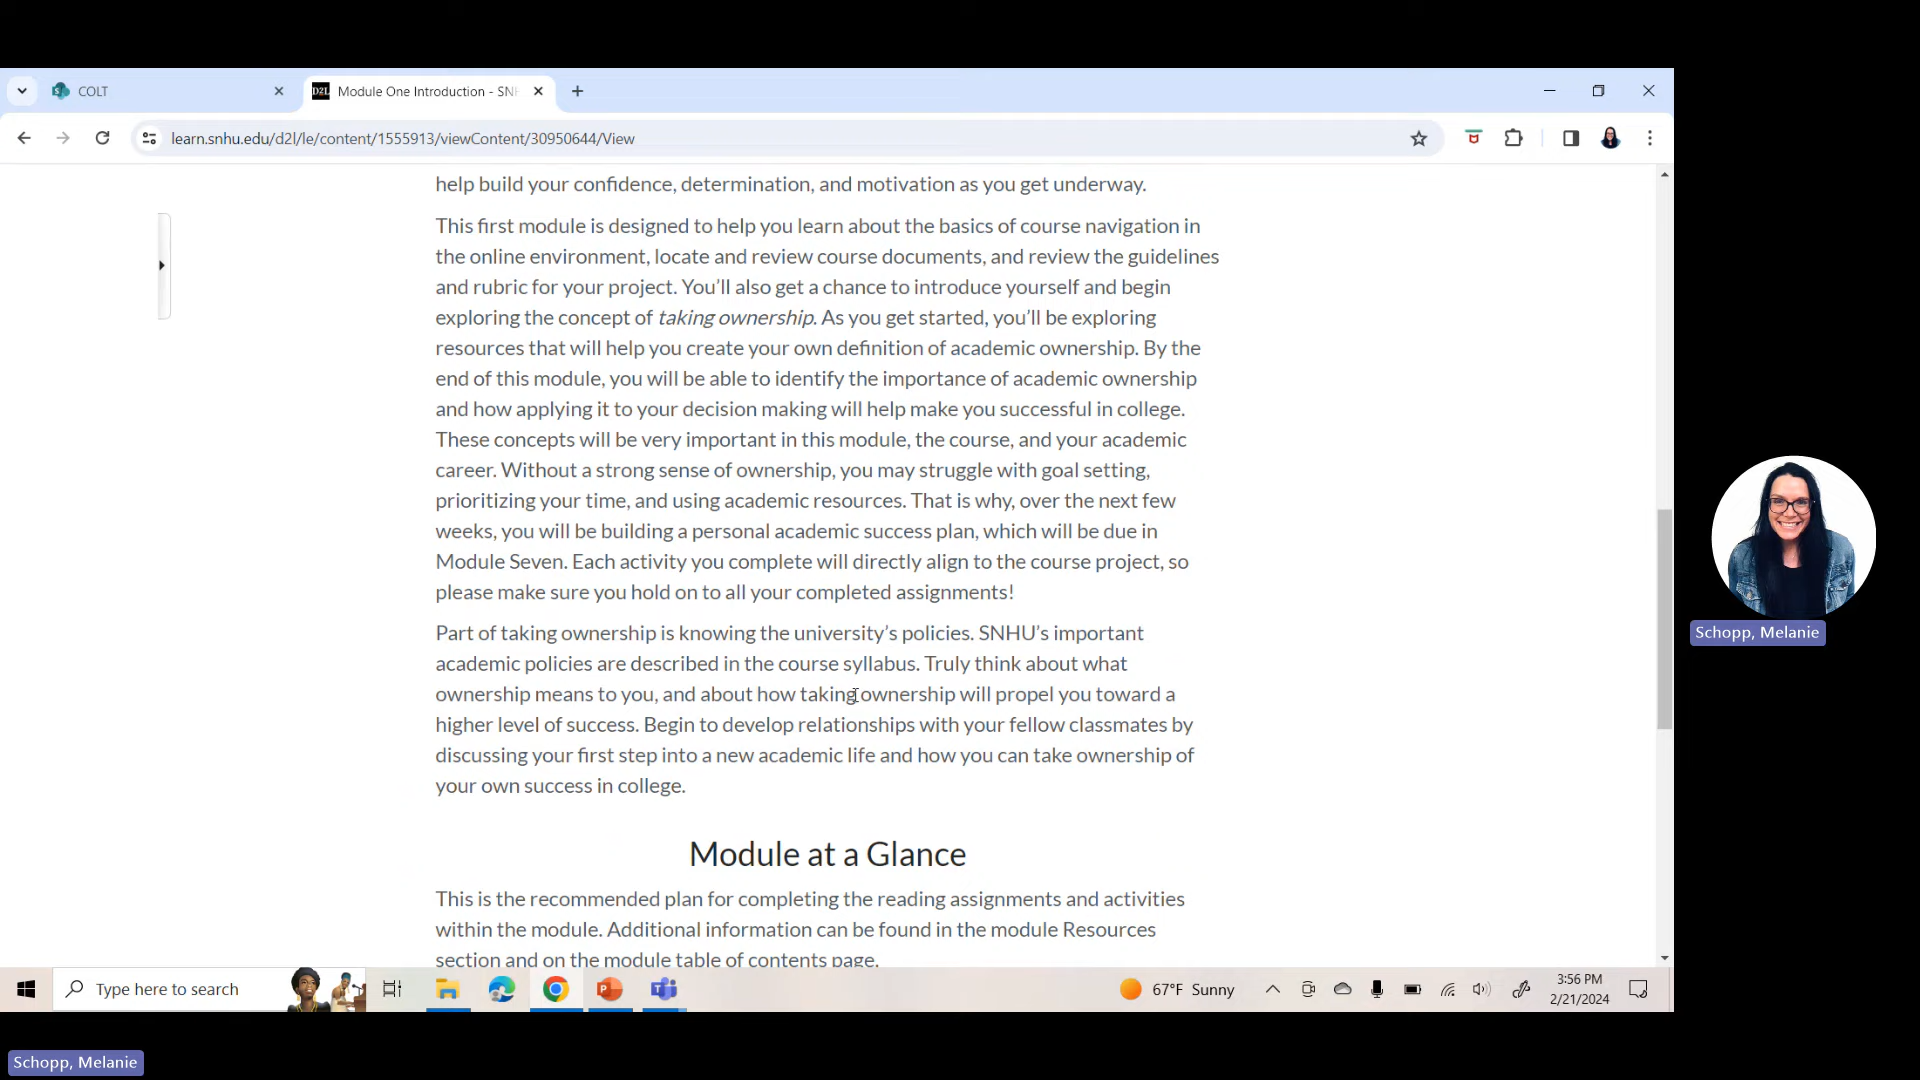 COLT
D2L Module One Introduction - SN
learn.snhu.edu/d2l/le/content/1555913/viewContent/30950644/View
help build your confidence, determination, and motivation as you get underway.
This first module is designed to help you learn about the basics of course navigation in
the online environment, locate and review course documents, and review the guidelines
and rubric for your project. You’ll also get a chance to introduce yourself and begin
exploring the concept of taking ownership. As you get started, you’ll be exploring
resources that will help you create your own definition of academic ownership. By the
end of this module, you will be able to identify the importance of academic ownership
and how applying it to your decision making will help make you successful in college.
These concepts will be very important in this module, the course, and your academic
career. Without a strong sense of ownership, you may struggle with goal setting,
prioritizing your time, and using academic resources. That is why, over the next few
weeks, you will be building a personal academic success plan, which will be due in
Module Seven. Each activity you complete will directly align to the course project, so
please make sure you hold on to all your completed assignments!
Part of taking ownership is knowing the university’s policies. SNHU’s important
academic policies are described in the course syllabus. Truly think about what
ownership means to you, and about how taking ownership will propel you toward a
higher level of success. Begin to develop relationships with your fellow classmates by
discussing your first step into a new academic life and how you can take ownership of
your own success in college.
Module at a Glance
This is the recommended plan for completing the reading assignments and activities
within the module. Additional information can be found in the module Resources
section and on the module table of contents page.
Schopp, Melanie
Type here to search
67°F Sunny
3:56 PM
2/21/2024
Schopp, Melanie